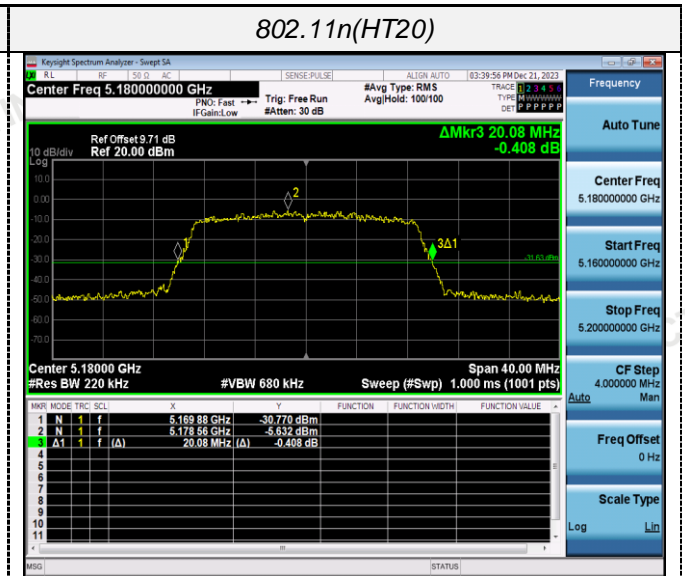 802.11n(HT20)
Keysight Spectrum Analyzer - Swept SA
RL RF 50 Ω AC SENSE:PULSE ALIGN AUTO 03:39:56 PM Dec 21, 2023
Center Freq 5.180000000 GHz
PNO: Fast
IFGain:Low
Trig: Free Run
#Atten: 30 dB
#Avg Type: RMS
Avg|Hold: 100/100
TRACE 1 2 3 4 5 6
TYPE M W W W W W
DET P P P P P P
Frequency
Auto Tune
Center Freq
5.180000000 GHz
Start Freq
5.160000000 GHz
Stop Freq
5.200000000 GHz
CF Step
4.000000 MHz
Auto Man
Freq Offset
0 Hz
Scale Type
Log Lin
ΔMkr3 20.08 MHz
-0.408 dB
Ref Offset 9.71 dB
10 dB/div Ref 20.00 dBm
Log
10.0
0.00
-10.0
-20.0
-30.0
-40.0
-50.0
-60.0
-70.0
1
2
3Δ1
-31.63 dBm
Center 5.18000 GHz Span 40.00 MHz
#Res BW 220 kHz #VBW 680 kHz Sweep (#Swp) 1.000 ms (1001 pts)
MKR MODE TRC SCL X Y FUNCTION FUNCTION WIDTH FUNCTION VALUE
1 N 1 f 5.169 88 GHz -30.770 dBm
2 N 1 f 5.178 56 GHz -5.632 dBm
3 Δ1 1 f (Δ) 20.08 MHz (Δ) -0.408 dB
4
5
6
7
8
9
10
11
MSG STATUS